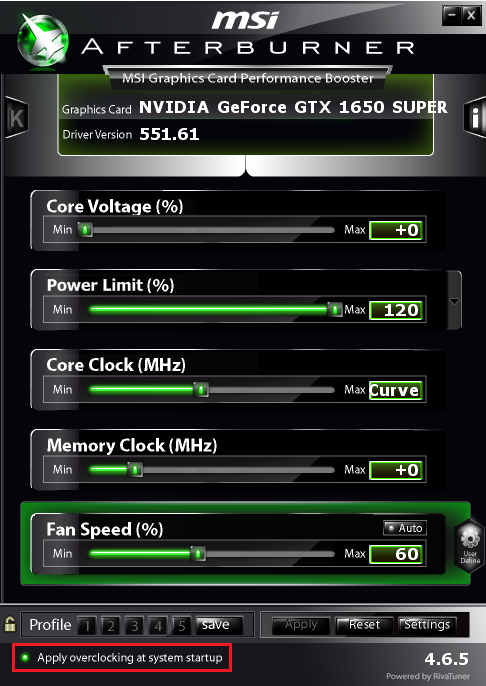 msi
AFTERBURNER
MSI Graphics Card Performance Booster
K
i
Graphics Card NVIDIA GeForce GTX 1650 SUPER
Driver Version 551.61
Core Voltage (%)
Min Max +0
Power Limit (%)
Min Max 120
Core Clock (MHz)
Min Max Curve
Memory Clock (MHz)
Min Max +0
Fan Speed (%) Auto
Min Max 60
User
Define
Profile 1 2 3 4 5 save Apply Reset Settings
Apply overclocking at system startup 4.6.5
Powered by RivaTuner